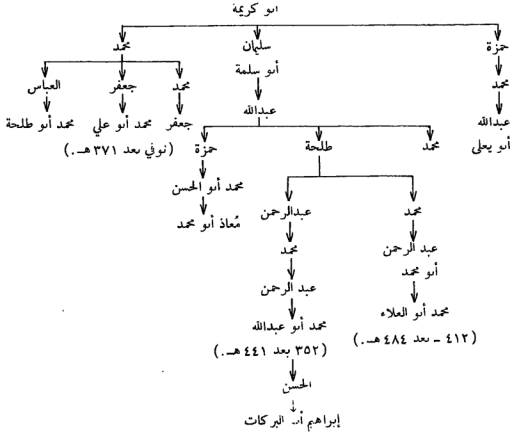 أبو كريمة
حمزة سليمان محمد
أبو سلمة
محمد محمد جعفر العباس
عبدالله عبدالله جعفر محمد أبو علي محمد أبو طلحة
أبو يعلى (توفي بعد ٣٧١ هـ.)
محمد طلحة حمزة
محمد أبو الحسن
محمد عبدالرحمن
مُعاذ أبو محمد
عبد الرحمن محمد
أبو محمد
عبد الرحمن
محمد أبو العلاء محمد أبو عبدالله
(٤١٢ ـ بعد ٤٨٤ هـ.) (٣٥٢ بعد ٤٤١ هـ.)
الحسن
إبراهيم أبو البركات